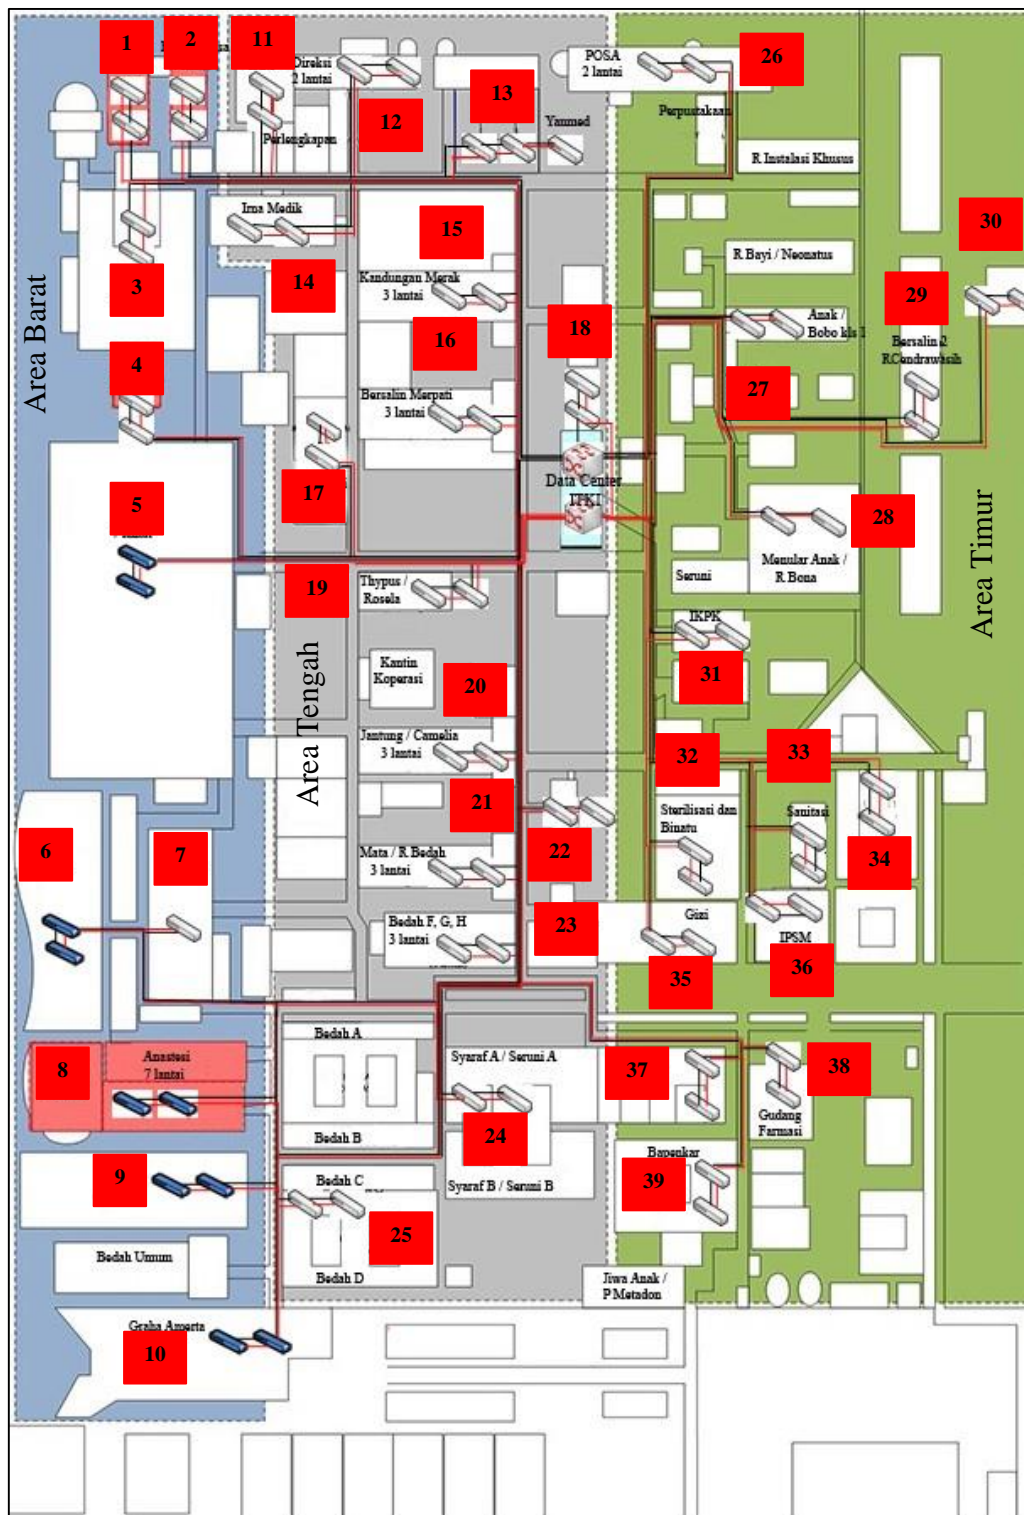 1
2
11
Direksi
2 lantai
12
13
Yanmed
Perlengkapan
POSA
2 lantai
26
Perpustakaan
R Instalasi Khusus
Area Barat
3
Irna Medik
14
15
Kandungan Merak
3 lantai
16
18
R Bayi / Neonatus
30
29
Anak /
Bobo kls 1
Bersalin 2
R Cendrawasih
4
Bersalin Merpati
3 lantai
27
5
17
Data Center
ITKI
28
Menular Anak /
R Bona
Seruni
Area Timur
19
Thypus /
Rosela
IKPK
31
Area Tengah
Kantin
Koperasi
20
Jantung / Camelia
3 lantai
21
32
33
Sterilisasi dan
Binatu
Sanitasi
34
6
7
Mata / R Bedah
3 lantai
22
Bedah F, G, H
3 lantai
23
Gizi
35
IPSM
36
8
Anastesi
7 lantai
Bedah A
Bedah B
Syaraf A / Seruni A
24
Syaraf B / Seruni B
37
38
Gudang
Farmasi
Bapenkar
39
9
Bedah C
25
Bedah D
Bedah Umum
Jiwa Anak /
P Metadon
Graha Amerta
10